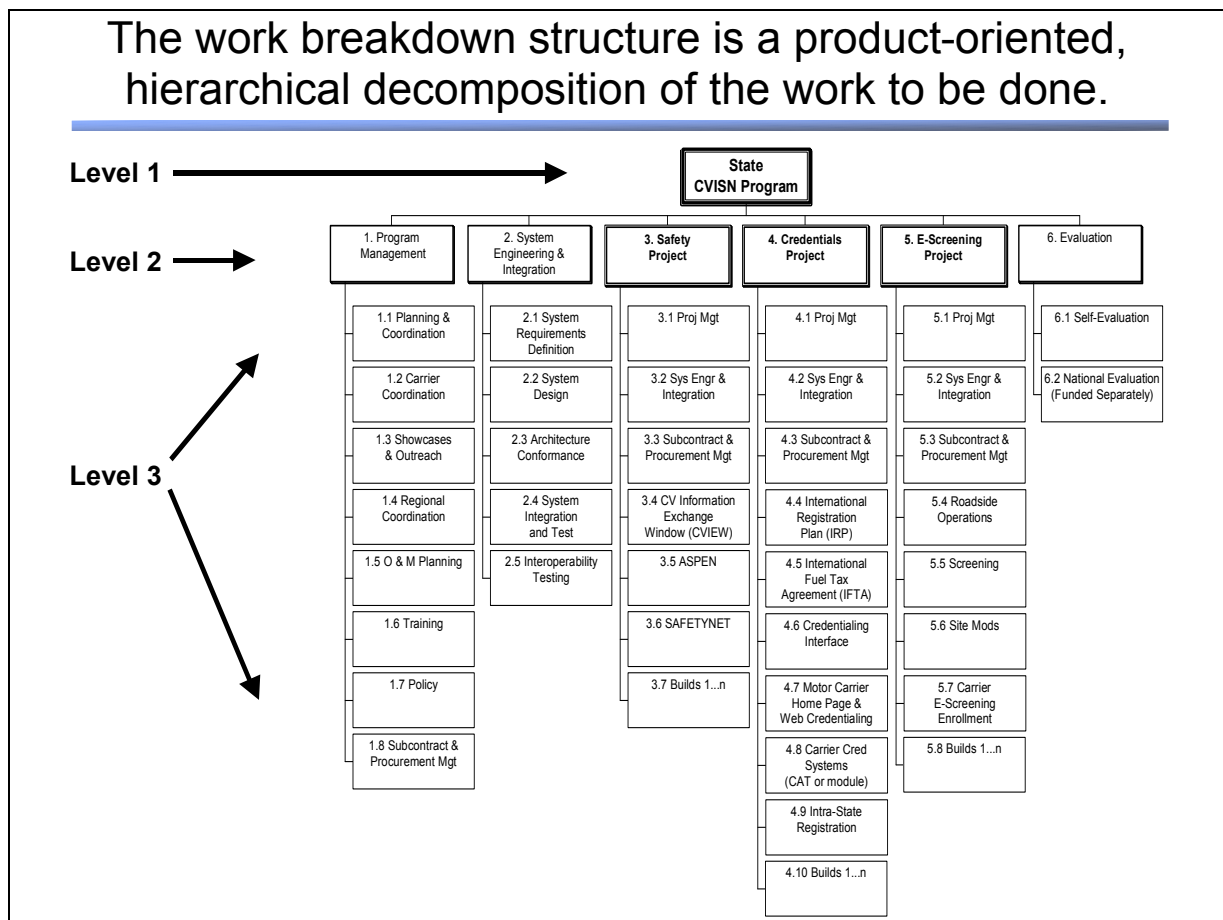 The work breakdown structure is a product-oriented,
hierarchical decomposition of the work to be done.
Level 1
State
CVISN Program
Level 2
1. Program
Management
2. System
Engineering &
Integration
3. Safety
Project
4. Credentials
Project
5. E-Screening
Project
6. Evaluation
Level 3
1.1 Planning &
Coordination
1.2 Carrier
Coordination
1.3 Showcases
& Outreach
1.4 Regional
Coordination
1.5 O & M Planning
1.6 Training
1.7 Policy
1.8 Subcontract &
Procurement Mgt
2.1 System
Requirements
Definition
2.2 System
Design
2.3 Architecture
Conformance
2.4 System
Integration
and Test
2.5 Interoperability
Testing
3.1 Proj Mgt
3.2 Sys Engr &
Integration
3.3 Subcontract &
Procurement Mgt
3.4 CV Information
Exchange
Window (CVIEW)
3.5 ASPEN
3.6 SAFETYNET
3.7 Builds 1...n
4.1 Proj Mgt
4.2 Sys Engr &
Integration
4.3 Subcontract &
Procurement Mgt
4.4 International
Registration
Plan (IRP)
4.5 International
Fuel Tax
Agreement (IFTA)
4.6 Credentialing
Interface
4.7 Motor Carrier
Home Page &
Web Credentialing
4.8 Carrier Cred
Systems
(CAT or module)
4.9 Intra-State
Registration
4.10 Builds 1...n
5.1 Proj Mgt
5.2 Sys Engr &
Integration
5.3 Subcontract &
Procurement Mgt
5.4 Roadside
Operations
5.5 Screening
5.6 Site Mods
5.7 Carrier
E-Screening
Enrollment
5.8 Builds 1...n
6.1 Self-Evaluation
6.2 National Evaluation
(Funded Separately)